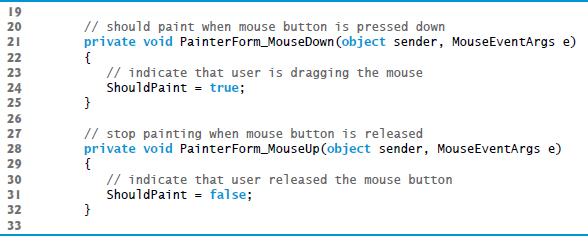 19
20 // should paint when mouse button is pressed down
21 private void PainterForm_MouseDown(object sender, MouseEventArgs e)
22 {
23 // indicate that user is dragging the mouse
24 ShouldPaint = true;
25 }
26
27 // stop painting when mouse button is released
28 private void PainterForm_MouseUp(object sender, MouseEventArgs e)
29 {
30 // indicate that user released the mouse button
31 ShouldPaint = false;
32 }
33